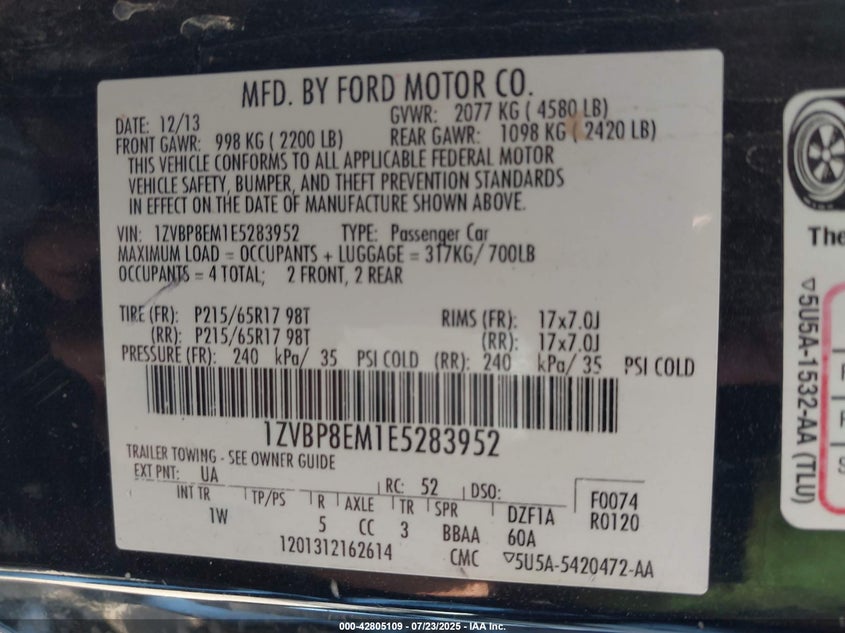 MFD. BY FORD MOTOR CO.
DATE: 12/13
GVWR: 2077 KG ( 4580 LB)
FRONT GAWR: 998 KG ( 2200 LB)
REAR GAWR: 1098 KG ( 2420 LB)
THIS VEHICLE CONFORMS TO ALL APPLICABLE FEDERAL MOTOR
VEHICLE SAFETY, BUMPER, AND THEFT PREVENTION STANDARDS
IN EFFECT ON THE DATE OF MANUFACTURE SHOWN ABOVE.
VIN: 1ZVBP8EM1E5283952 TYPE: Passenger Car
MAXIMUM LOAD = OCCUPANTS + LUGGAGE = 317KG/ 700LB
OCCUPANTS = 4 TOTAL; 2 FRONT, 2 REAR
TIRE (FR): P215/65R17 98T RIMS (FR): 17x7.0J
(RR): P215/65R17 98T (RR): 17x7.0J
PRESSURE (FR): 240 kPa/ 35 PSI COLD (RR): 240 kPa/ 35 PSI COLD
1ZVBP8EM1E5283952
TRAILER TOWING - SEE OWNER GUIDE
EXT PNT: UA RC: 52 DSO:
INT TR TP/PS R AXLE TR SPR DZF1A F0074
1W 5 CC 3 BBAA 60A R0120
1201312162614 CMC ▽5U5A-5420472-AA
The
▽5U5A-1532-AA (TLU)
000-42805109 - 07/23/2025 - IAA Inc.